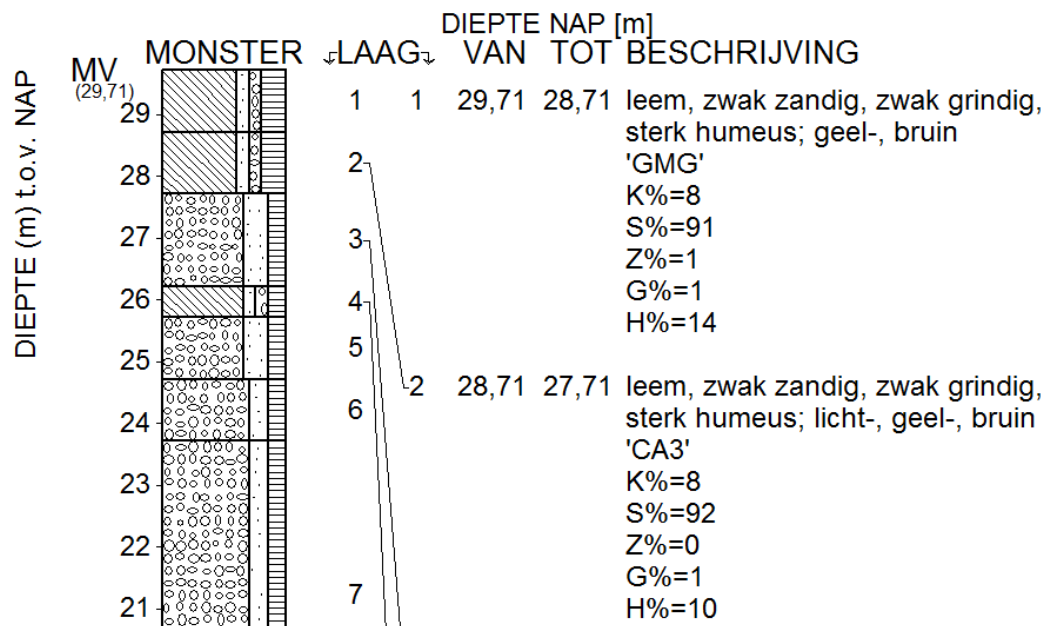 DIEPTE NAP [m]
MONSTER LAAG VAN TOT BESCHRIJVING
MV
(29,71)
DIEPTE (m) t.o.v. NAP
29
28
27
26
25
24
23
22
21
1
2
3
4
5
6
7
1 29,71 28,71 leem, zwak zandig, zwak grindig,
sterk humeus; geel-, bruin
'GMG'
K%=8
S%=91
Z%=1
G%=1
H%=14
2 28,71 27,71 leem, zwak zandig, zwak grindig,
sterk humeus; licht-, geel-, bruin
'CA3'
K%=8
S%=92
Z%=0
G%=1
H%=10